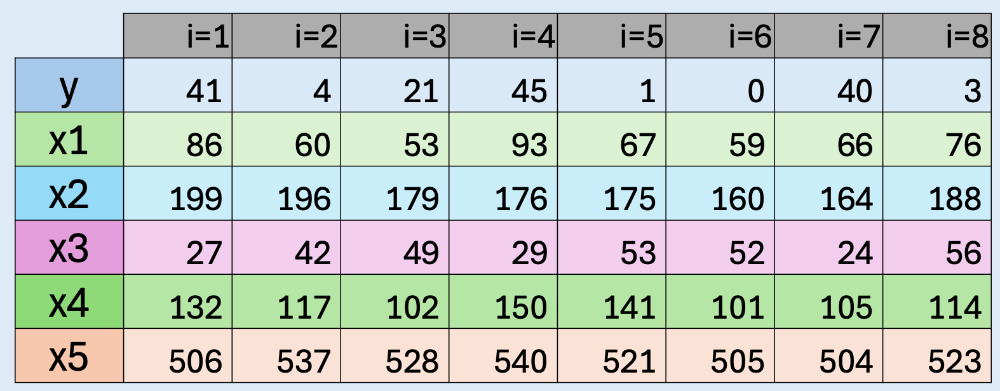 i=1 i=2 i=3 i=4 i=5 i=6 i=7 i=8
y 41 4 21 45 1 0 40 3
x1 86 60 53 93 67 59 66 76
x2 199 196 179 176 175 160 164 188
x3 27 42 49 29 53 52 24 56
x4 132 117 102 150 141 101 105 114
x5 506 537 528 540 521 505 504 523